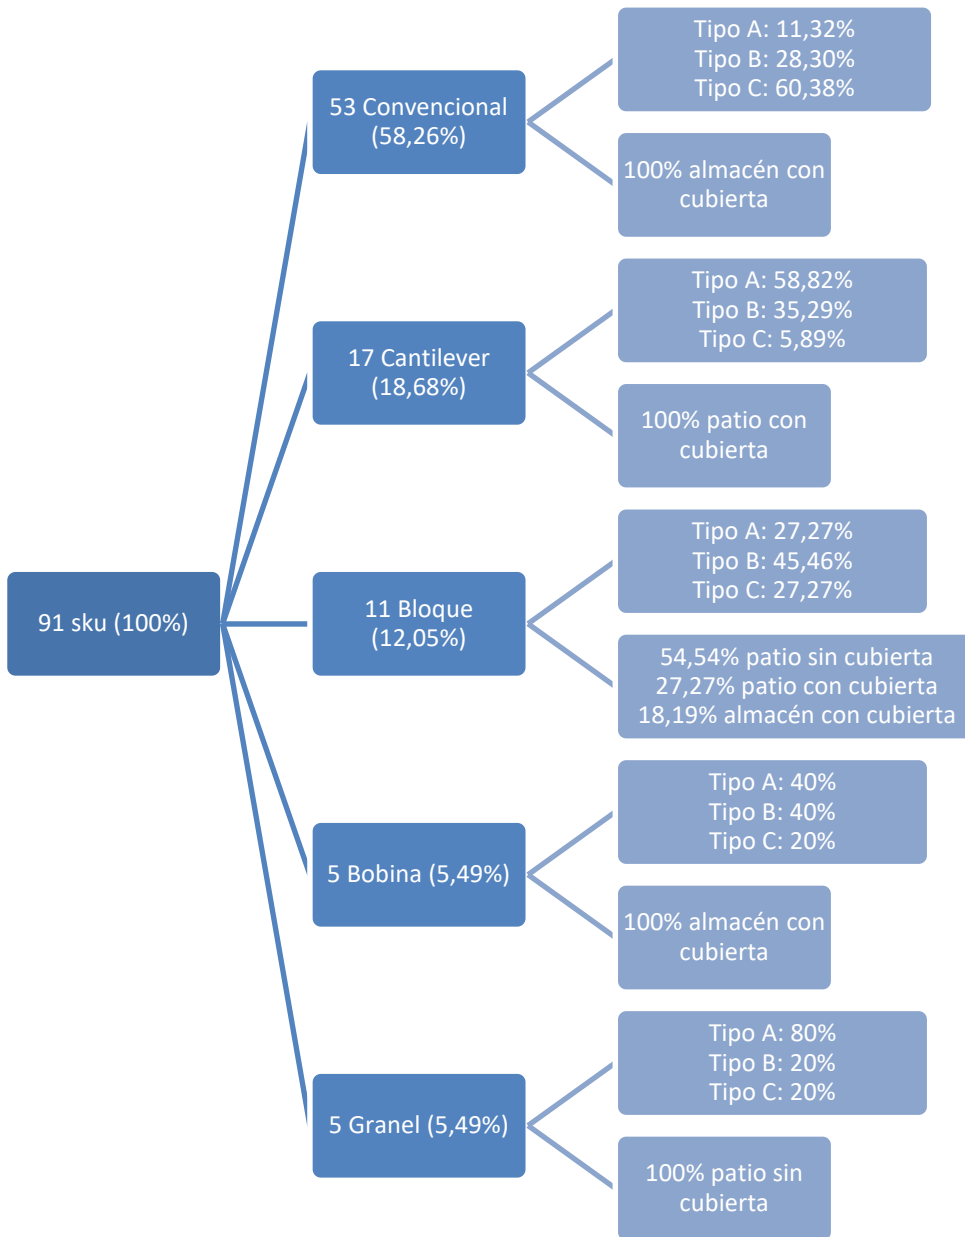 91 sku (100%)
53 Convencional
(58,26%)
Tipo A: 11,32%
Tipo B: 28,30%
Tipo C: 60,38%
100% almacén con
cubierta
17 Cantilever
(18,68%)
Tipo A: 58,82%
Tipo B: 35,29%
Tipo C: 5,89%
100% patio con
cubierta
11 Bloque
(12,05%)
Tipo A: 27,27%
Tipo B: 45,46%
Tipo C: 27,27%
54,54% patio sin cubierta
27,27% patio con cubierta
18,19% almacén con cubierta
5 Bobina (5,49%)
Tipo A: 40%
Tipo B: 40%
Tipo C: 20%
100% almacén con
cubierta
5 Granel (5,49%)
Tipo A: 80%
Tipo B: 20%
Tipo C: 20%
100% patio sin
cubierta